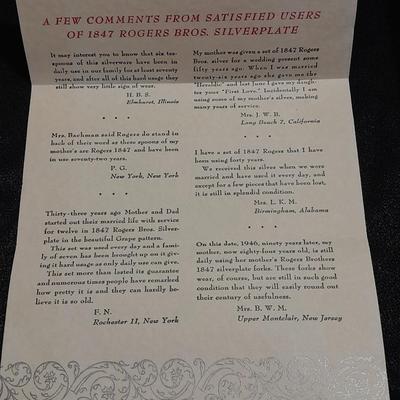 A FEW COMMENTS FROM SATISFIED USERS
OF 1847 ROGERS BROS. SILVERPLATE
It may interest you to know that six tea-
spoons of this silverware have been in
daily use in our family for at least seventy
years, and after all of this hard usage they
still show very little sign of wear.
H. B. S.
Elmhurst, Illinois
* * *
Mrs. Bachman said Rogers do stand in
back of their word as these spoons of my
mother's are Rogers 1847 and have been
in use seventy-two years.
P. G.
New York, New York
* * *
Thirty-three years ago Mother and Dad
started out their married life with service
for twelve in 1847 Rogers Bros. Silver-
plate in the beautiful Grape pattern.
This set was used every day and a fami-
ly of seven has been brought up on it giv-
ing it hard usage as only daily use can give.
This set more than lasted its guarantee
and numerous times people have remarked
how pretty it is and they can hardly be-
lieve it is so old.
F. N.
Rochester 11, New York
My mother was given a set of 1847 Rogers
Bros. silver for a wedding present some
fifty years ago. When I was married
twenty-six years ago she gave me the
"Heraldic" and last June I gave my daugh-
ter yours "First Love." Incidentally I am
using some of my mother's silver, making
many years of service.
Mrs. J. W. B.
Long Beach 7, California
* * *
I have a set of 1847 Rogers that I have
been using forty years.
We received this silver when we were
married and have used it every day, and
except for a few pieces that have been lost,
it is still in splendid condition.
Mrs. L. K. M.
Birmingham, Alabama
* * *
On this date, 1946, ninety years later, my
mother, now eighty-four years old, is still
daily using her mother's Rogers Brothers
1847 silverplate forks. These forks show
wear, of course, but are still in such good
condition that they will easily round out
their century of usefulness.
Mrs. B. W. M.
Upper Montclair, New Jersey